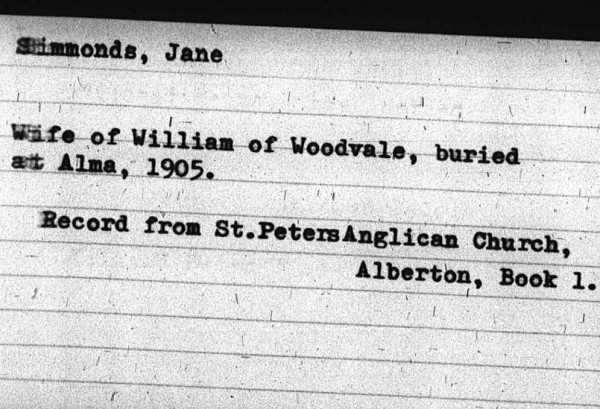 Simmonds, Jane
Wife of William of Woodvale, buried
at Alma, 1905.
Record from St.PetersAnglican Church,
Alberton, Book 1.